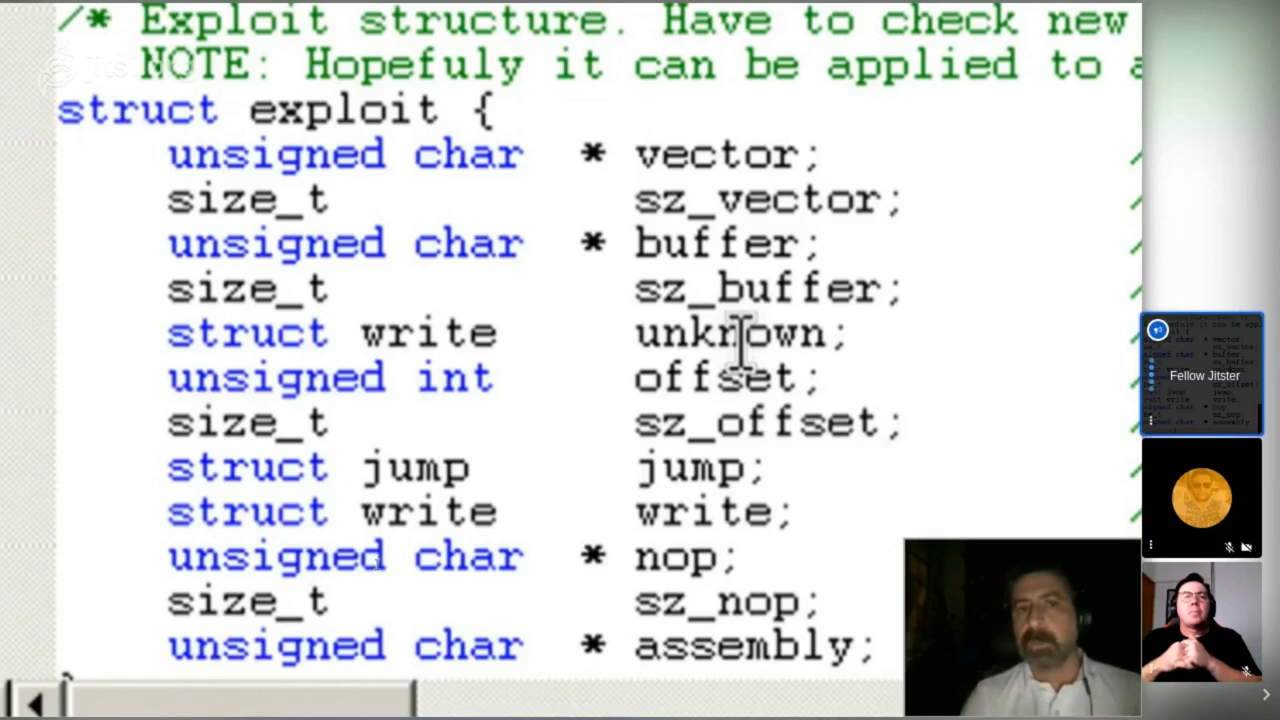 /* Exploit structure. Have to check new
NOTE: Hopefuly it can be applied to a
struct exploit {
unsigned char * vector;
size_t sz_vector;
unsigned char * buffer;
size_t sz_buffer;
struct write unknown;
unsigned int offset;
size_t sz_offset;
struct jump jump;
struct write write;
unsigned char * nop;
size_t sz_nop;
unsigned char * assembly;
Fellow Jitster